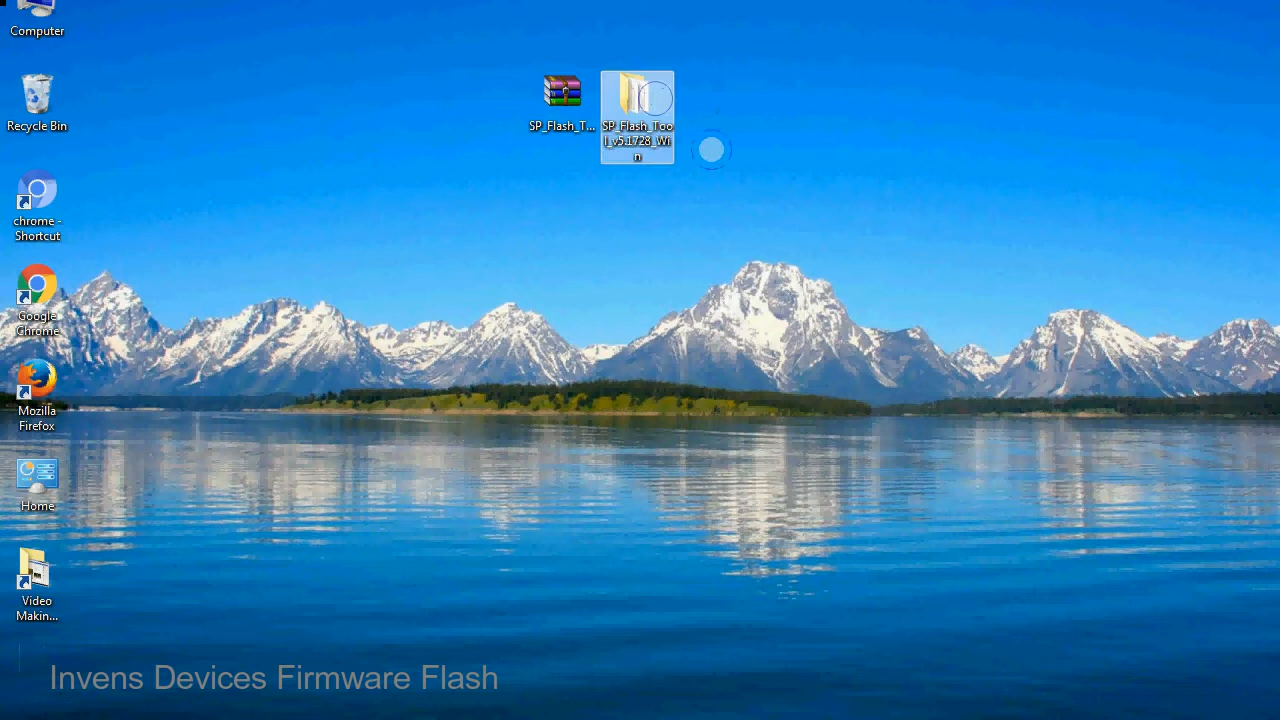 Computer
Recycle Bin
chrome -
Shortcut
Google
Chrome
Mozilla
Firefox
Home
Video
Makin...
SP_Flash_T...
SP_Flash_Too
l_v5.1728_Wi
n
Invens Devices Firmware Flash